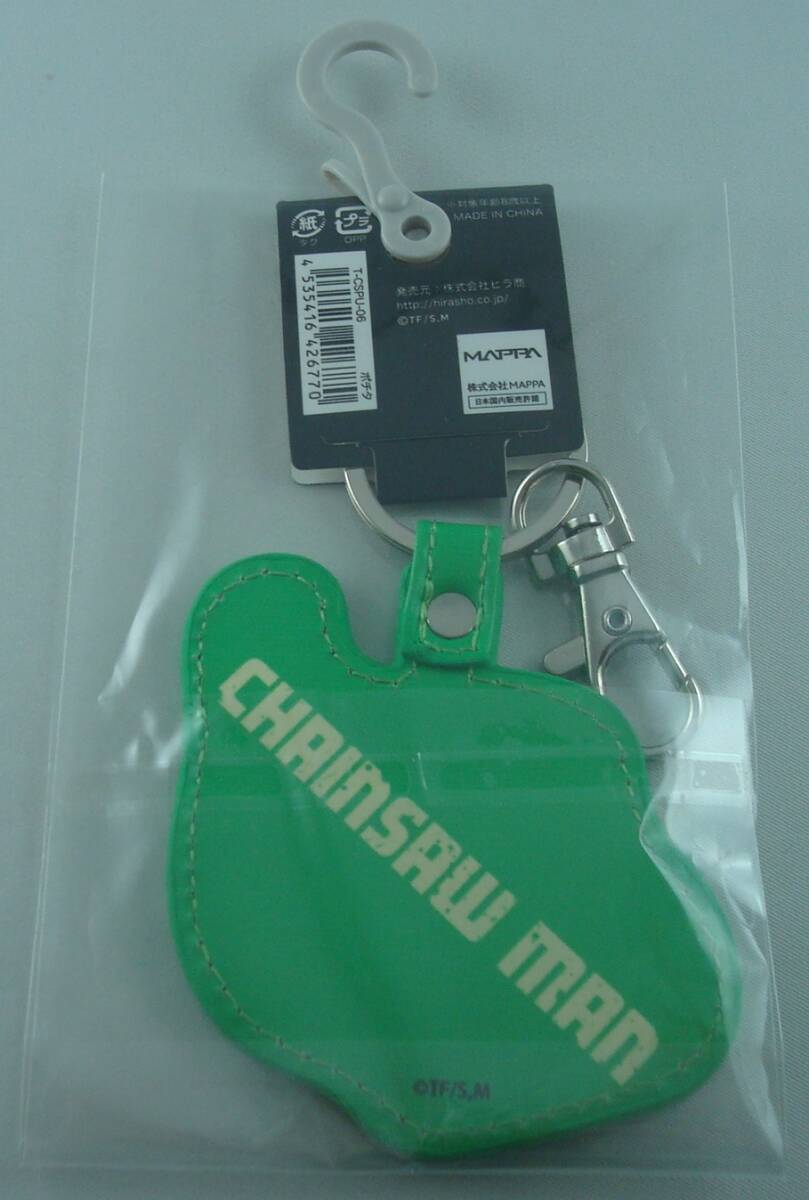 ※対象年齢8歳以上
MADE IN CHINA
紙
タグ
プラ
OPP
T-CSPU-06
ポチタ
4 535416 426770
発売元：株式会社ヒラ商
http://hirasho.co.jp/
©TF/S,M
MAPPA
株式会社MAPPA
日本国内販売許諾
CHAINSAW MAN
©TF/S,M